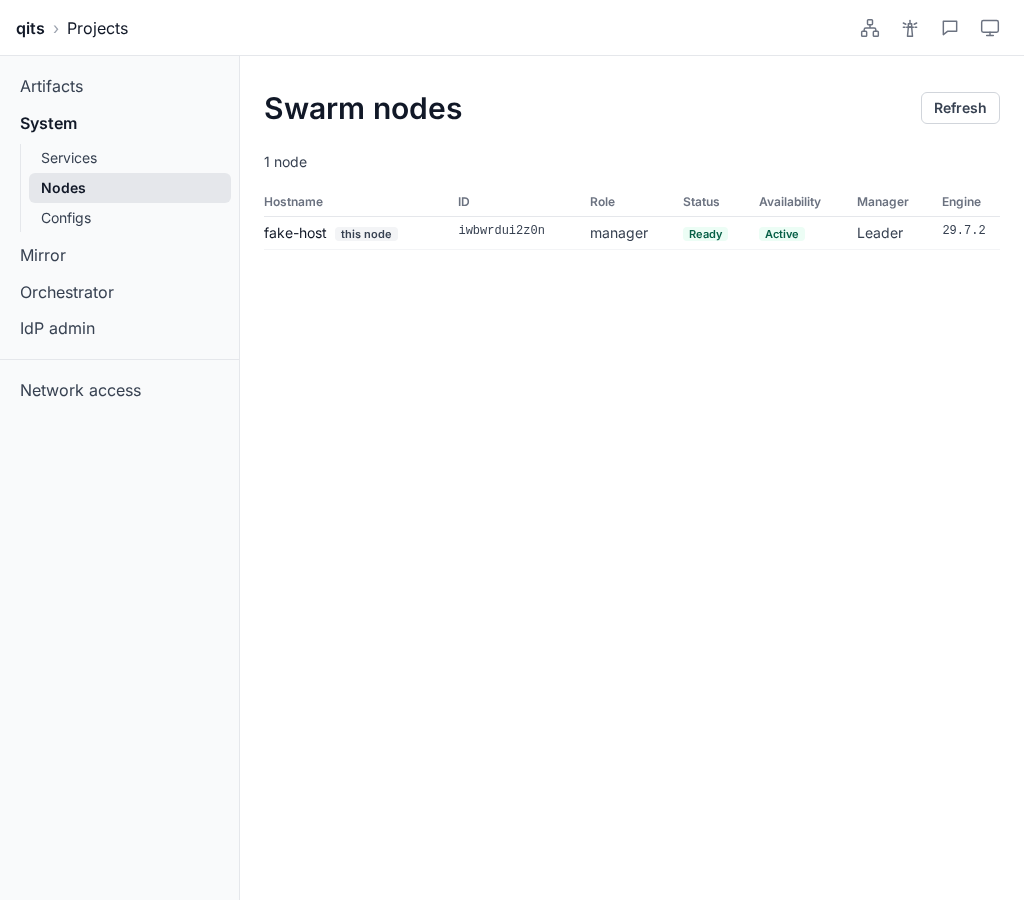 qits › Projects
Artifacts
System
Services
Nodes
Configs
Mirror
Orchestrator
IdP admin
Network access
Swarm nodes
Refresh
1 node
Hostname ID Role Status Availability Manager Engine
fake-host this node iwbwrdui2z0n manager Ready Active Leader 29.7.2